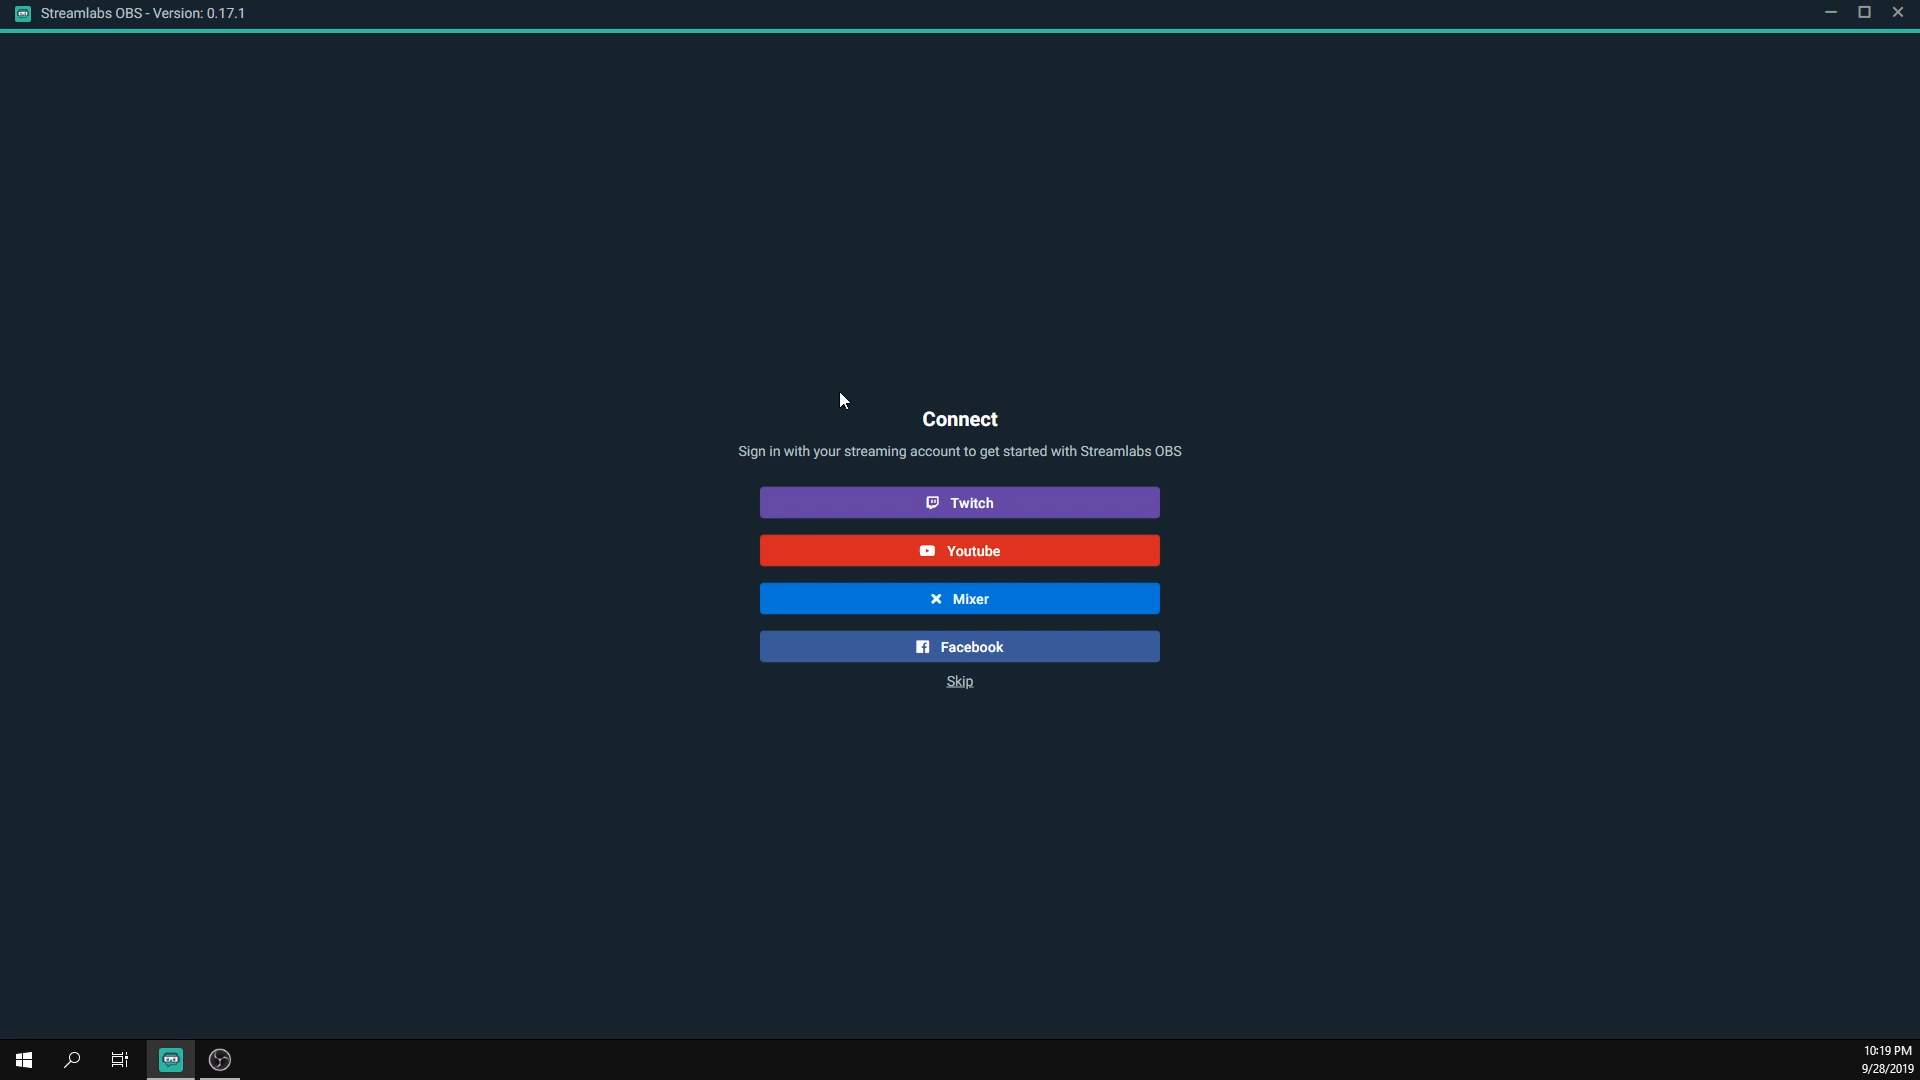 Streamlabs OBS - Version: 0.17.1
Connect
Sign in with your streaming account to get started with Streamlabs OBS
Twitch
Youtube
Mixer
Facebook
Skip
10:19 PM
9/28/2019